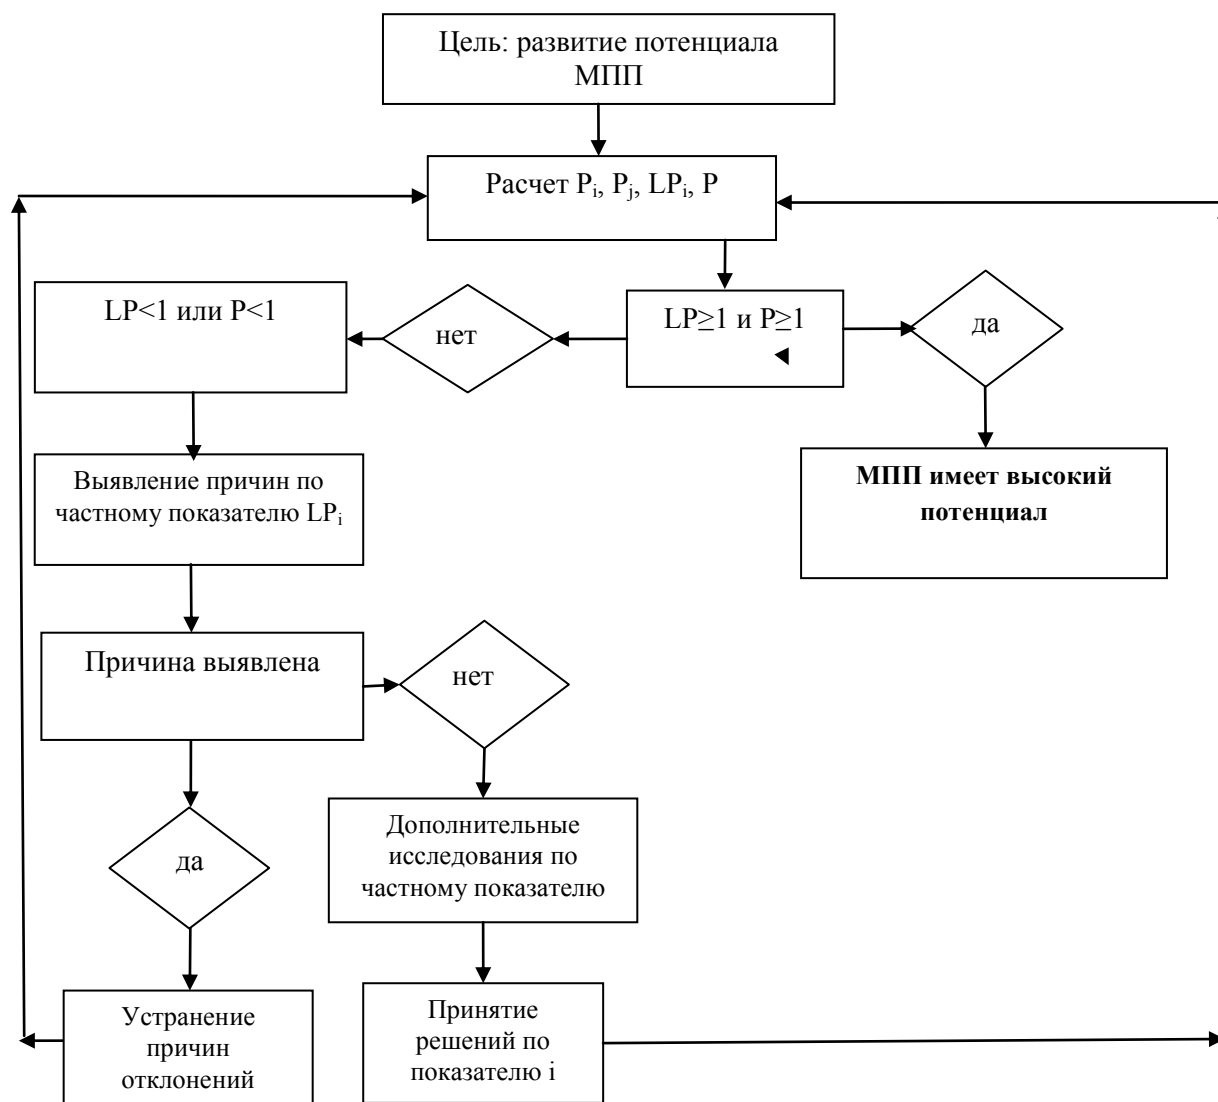 Цель: развитие потенциала
МПП
Расчет Pᵢ, Pⱼ, LPᵢ, P
LP<1 или P<1
нет
LP≥1 и P≥1
да
МПП имеет высокий
потенциал
Выявление причин по
частному показателю LPᵢ
Причина выявлена
нет
да
Дополнительные
исследования по
частному показателю
Устранение
причин
отклонений
Принятие
решений по
показателю i